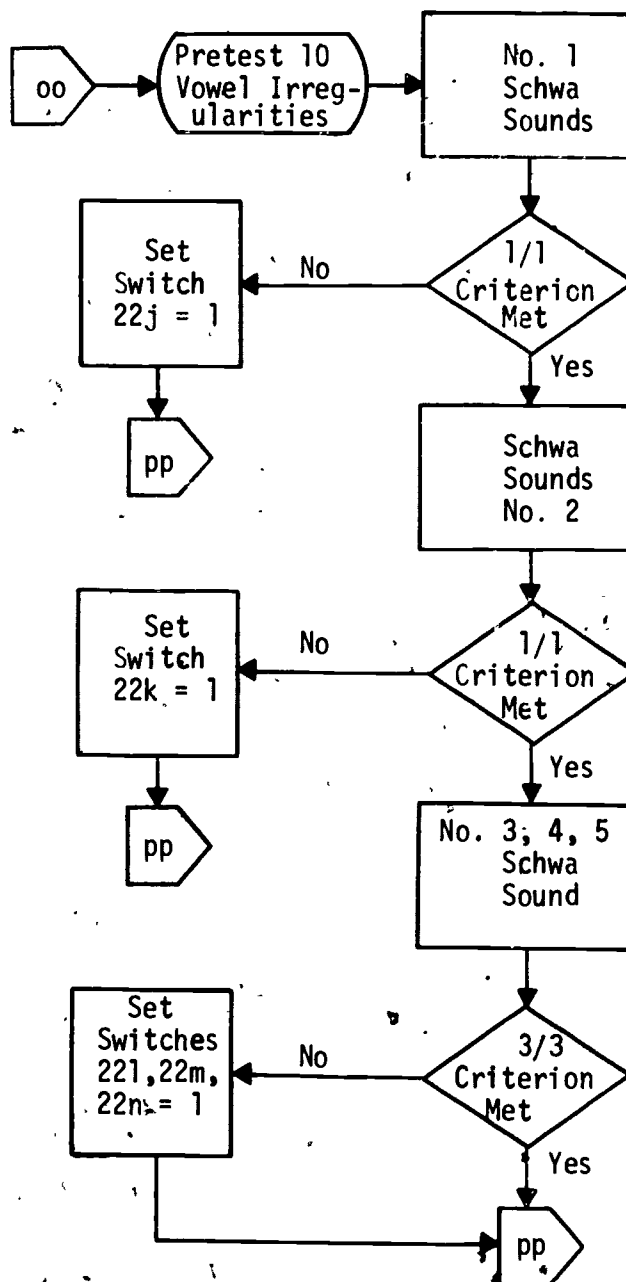 oo
Pretest 10
Vowel Irreg-
ularities
No. 1
Schwa
Sounds
1/1
Criterion
Met
No
Set
Switch
22j = 1
Yes
pp
Schwa
Sounds
No. 2
1/1
Criterion
Met
No
Set
Switch
22k = 1
Yes
pp
No. 3, 4, 5
Schwa
Sound
3/3
Criterion
Met
No
Set
Switches
22l,22m,
22n = 1
Yes
pp